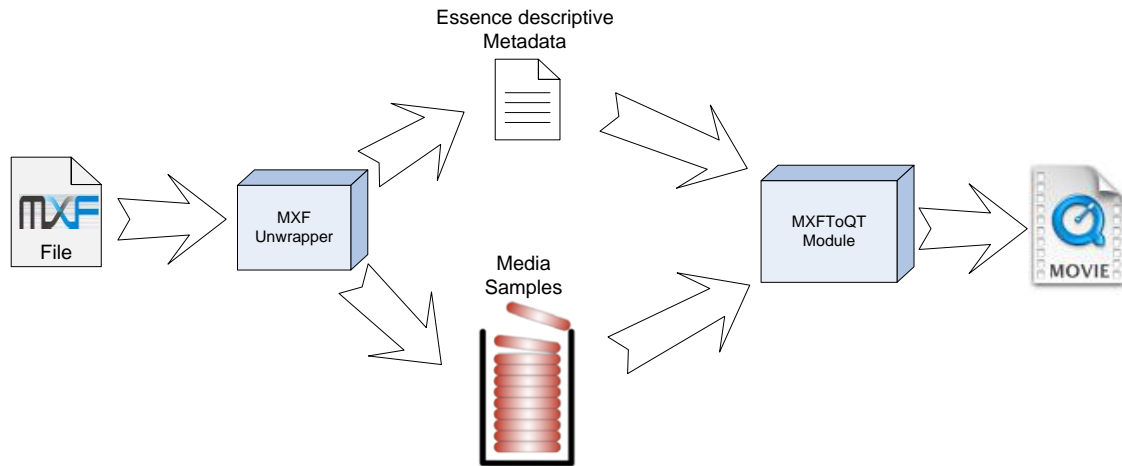 Essence descriptive
Metadata
MXF
File
MXF
Unwrapper
Media
Samples
MXFToQT
Module
MOVIE